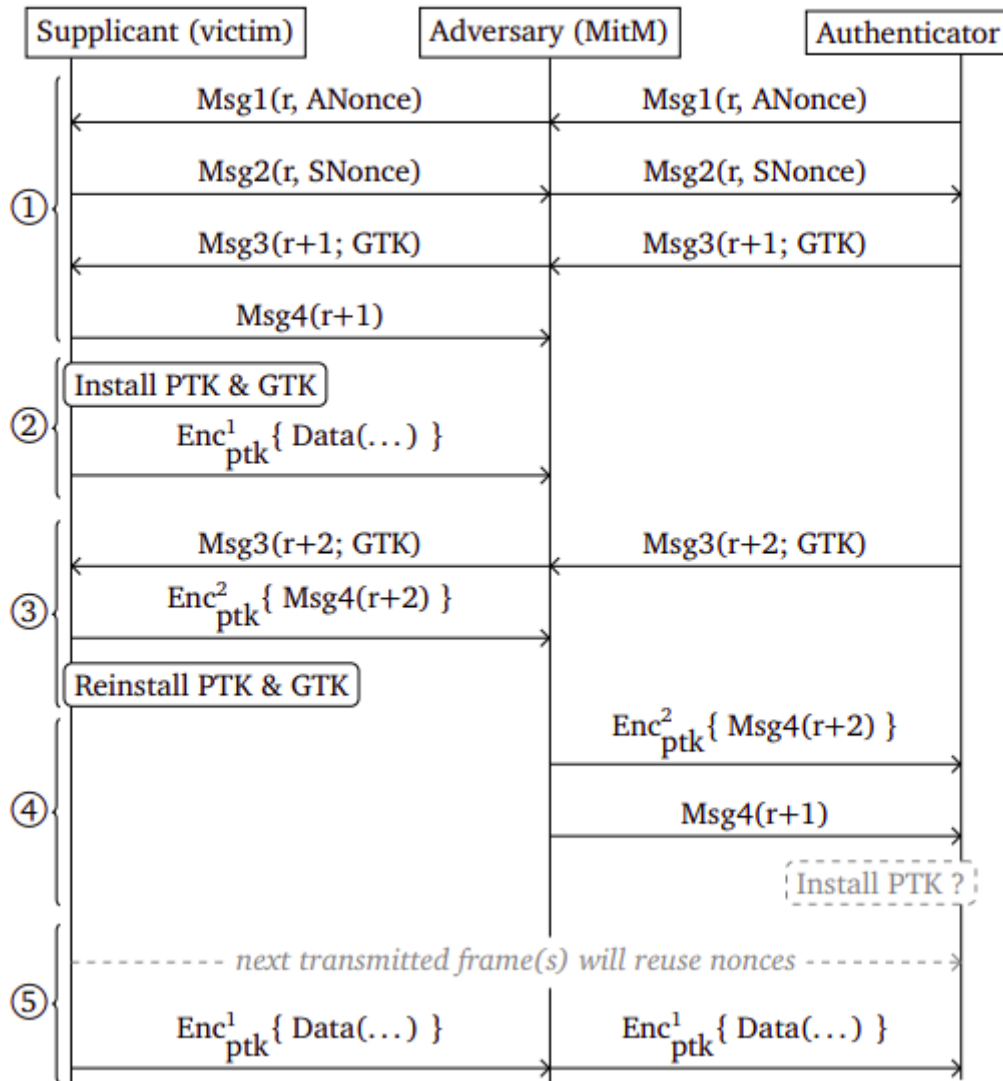 Supplicant (victim) Adversary (MitM) Authenticator
Msg1(r, ANonce) Msg1(r, ANonce)
Msg2(r, SNonce) Msg2(r, SNonce)
①
Msg3(r+1; GTK) Msg3(r+1; GTK)
Msg4(r+1)
Install PTK & GTK
②
Enc¹ptk{ Data(...) }
Msg3(r+2; GTK) Msg3(r+2; GTK)
Enc²ptk{ Msg4(r+2) }
③
Reinstall PTK & GTK
Enc²ptk{ Msg4(r+2) }
④
Msg4(r+1)
Install PTK ?
next transmitted frame(s) will reuse nonces
⑤
Enc¹ptk{ Data(...) } Enc¹ptk{ Data(...) }